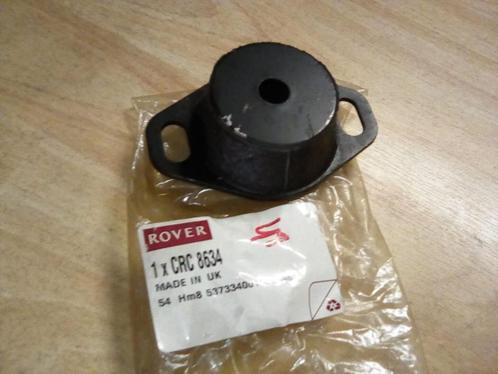 ROVER
1 x CRC 8634
MADE IN UK
54 Hm8